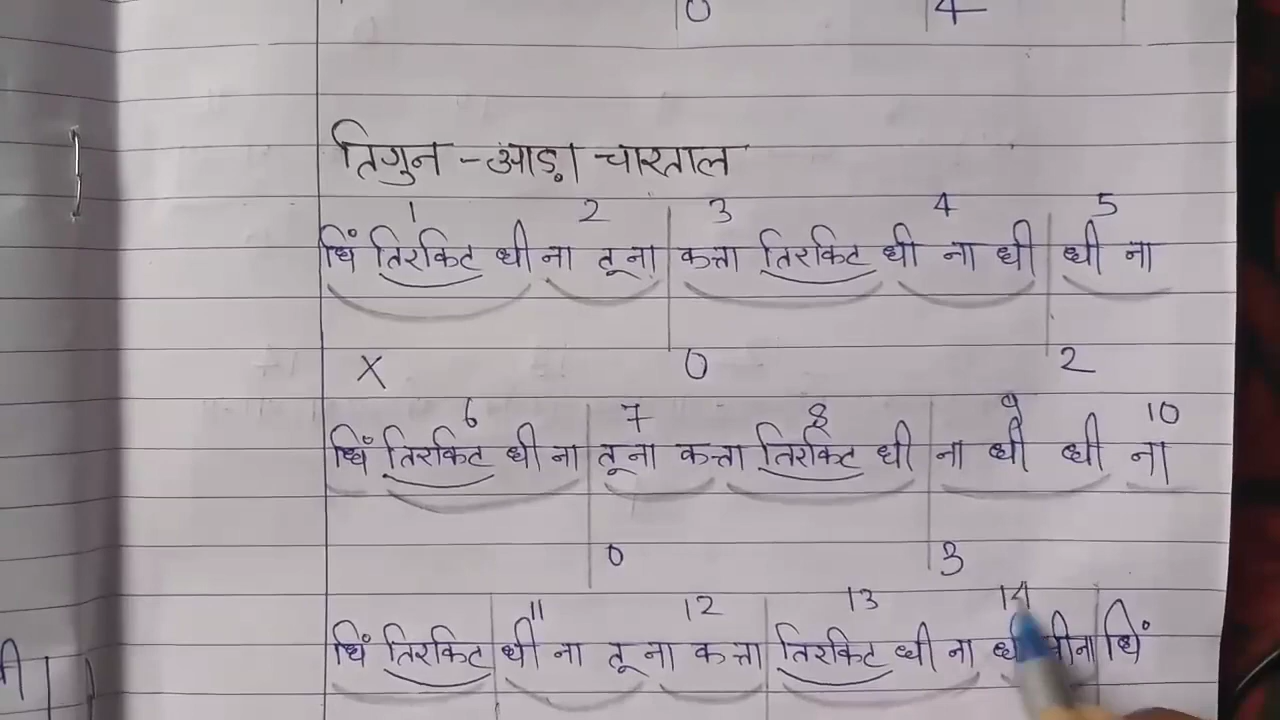 0 4
तिगुन - आड़ा चारताल
1 2 3 4 5
धिं तिरकिट धी ना तू ना कत्ता तिरकिट धी ना धी धी ना
X 0 2
6 7 8 9 10
धिं तिरकिट धी ना तू ना कत्ता तिरकिट धी ना धी धी ना
0 3
11 12 13 14
धिं तिरकिट धी ना तू ना कत्ता तिरकिट धी ना धी धीना धिं